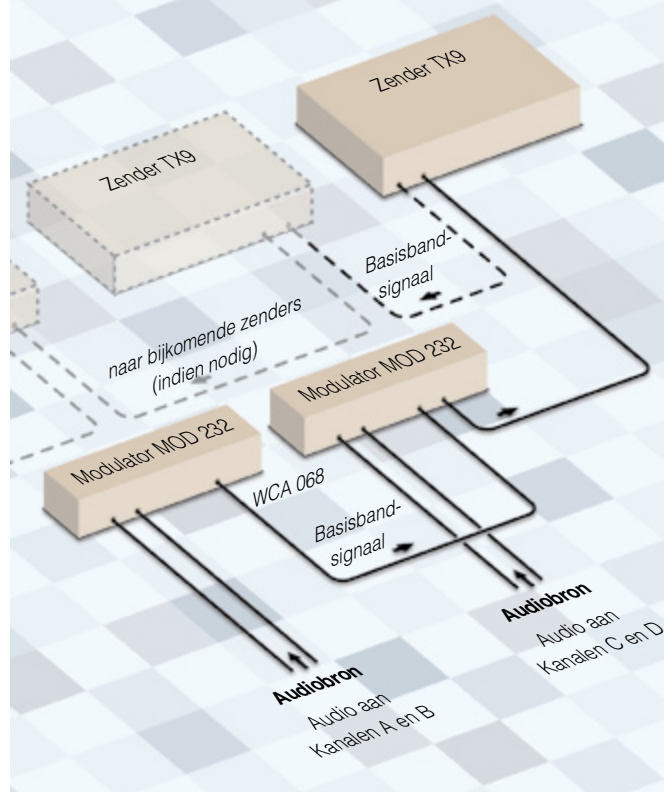 Zender TX9
Zender TX9
Basisband-
signaal
naar bijkomende zenders
(indien nodig)
Modulator MOD 232
Modulator MOD 232
WCA 068
Basisband-
signaal
Audiobron
Audio aan
Kanalen C en D
Audiobron
Audio aan
Kanalen A en B